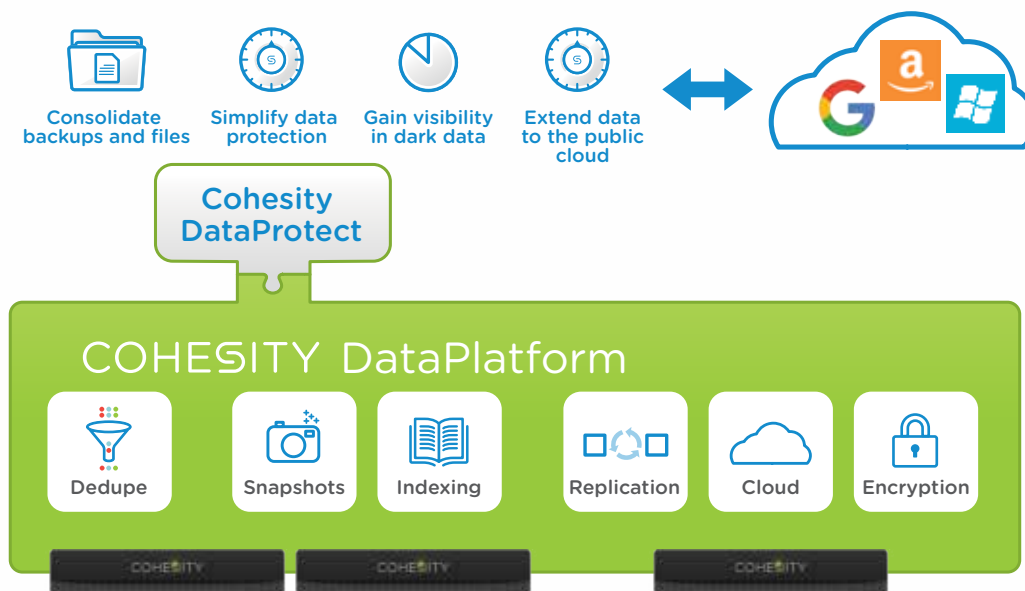 Consolidate
backups and files
Simplify data
protection
Gain visibility
in dark data
Extend data
to the public
cloud
a
Cohesity
DataProtect
COHESITY DataPlatform
Dedupe
Snapshots
Indexing
Replication
Cloud
Encryption
COHESITY
COHESITY
COHESITY